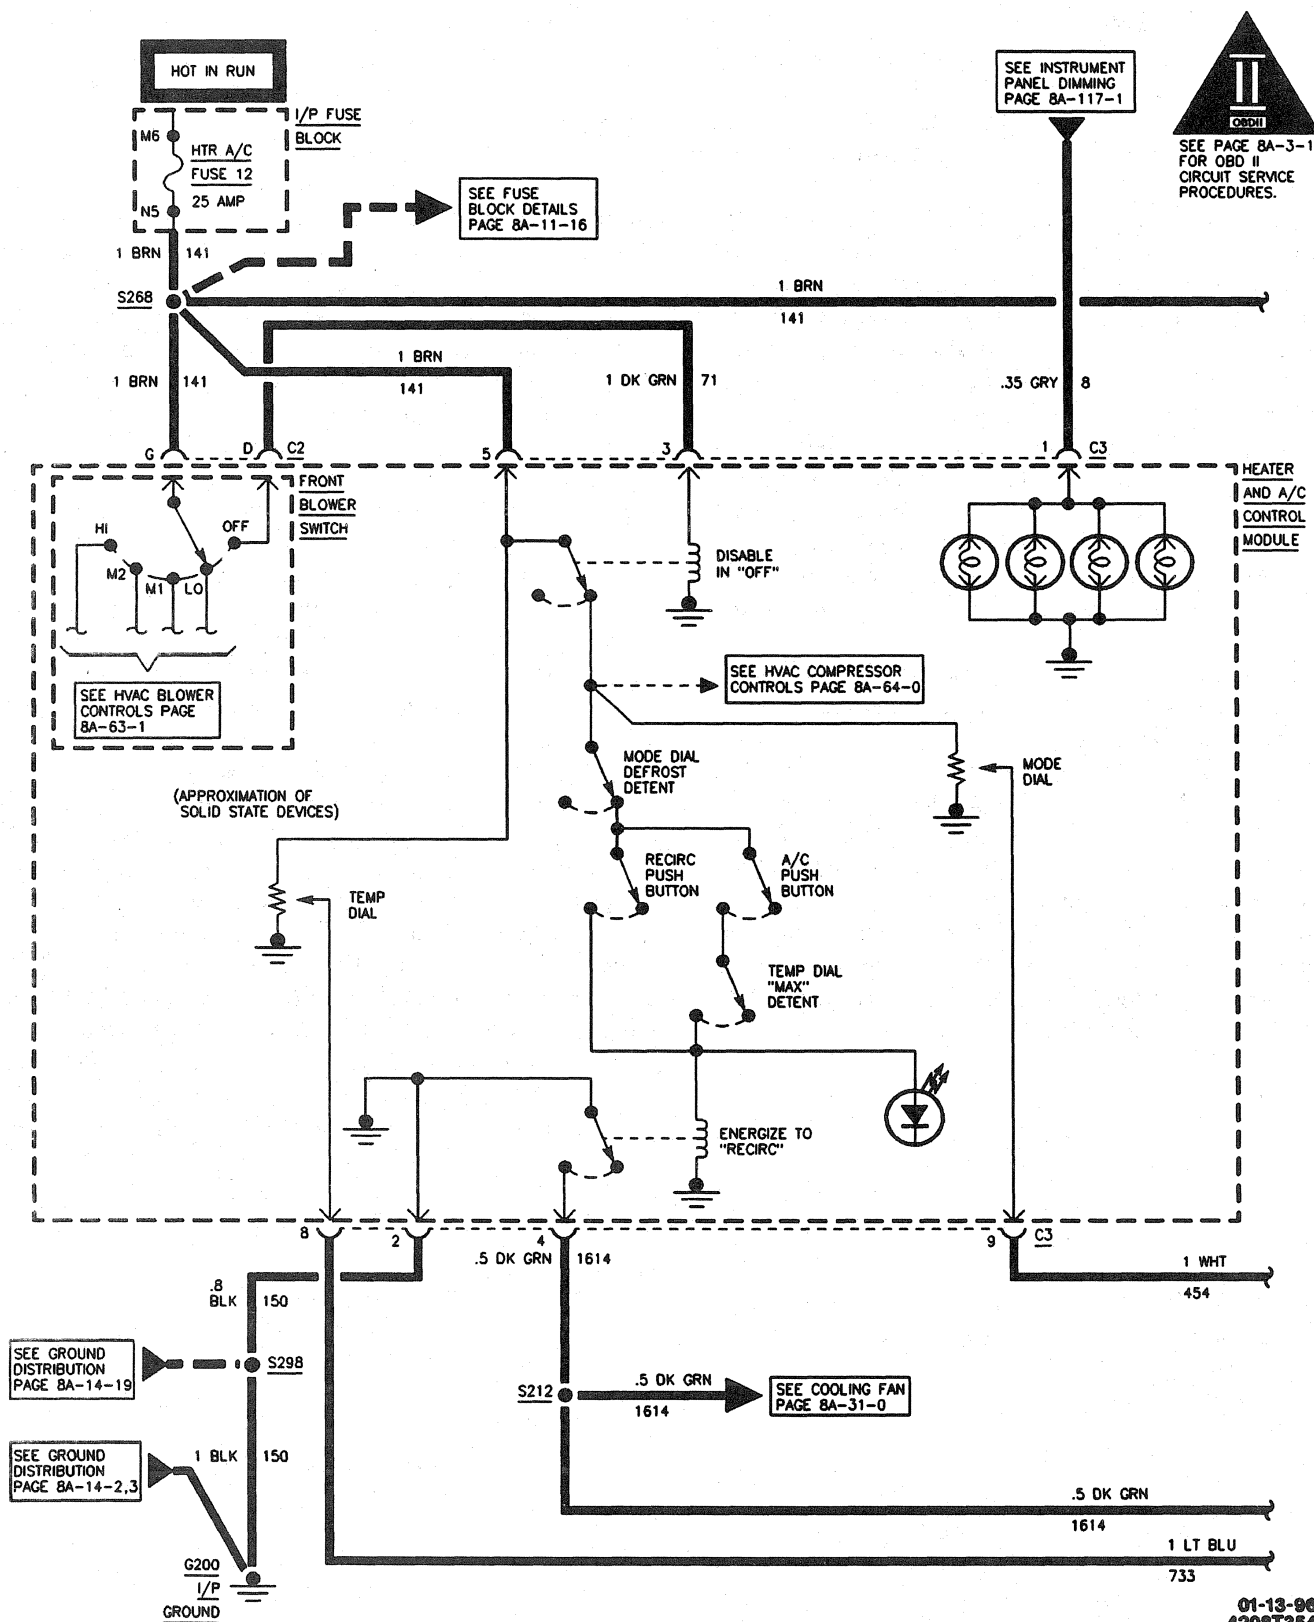 HOT IN RUN
I/P FUSE
BLOCK
M6
HTR A/C
FUSE 12
25 AMP
N5
SEE FUSE
BLOCK DETAILS
PAGE 8A-11-16
SEE INSTRUMENT
PANEL DIMMING
PAGE 8A-117-1
OBDII
SEE PAGE 8A-3-1
FOR OBD II
CIRCUIT SERVICE
PROCEDURES.
1 BRN 141
S268
1 BRN
141
1 BRN 141
1 BRN
141
1 DK GRN 71
.35 GRY 8
G D C2 5 3 1 C3
FRONT
BLOWER
SWITCH
HEATER
AND A/C
CONTROL
MODULE
HI
M2
M1
LO
OFF
DISABLE
IN "OFF"
SEE HVAC BLOWER
CONTROLS PAGE
8A-63-1
SEE HVAC COMPRESSOR
CONTROLS PAGE 8A-64-0
MODE DIAL
DEFROST
DETENT
MODE
DIAL
(APPROXIMATION OF
SOLID STATE DEVICES)
RECIRC
PUSH
BUTTON
A/C
PUSH
BUTTON
TEMP
DIAL
TEMP DIAL
"MAX"
DETENT
ENERGIZE TO
"RECIRC"
8 2 4 9 C3
.5 DK GRN 1614
1 WHT
454
.8
BLK 150
SEE GROUND
DISTRIBUTION
PAGE 8A-14-19
S298
S212
.5 DK GRN
1614
SEE COOLING FAN
PAGE 8A-31-0
SEE GROUND
DISTRIBUTION
PAGE 8A-14-2,3
1 BLK 150
.5 DK GRN
1614
1 LT BLU
733
G200
I/P
GROUND